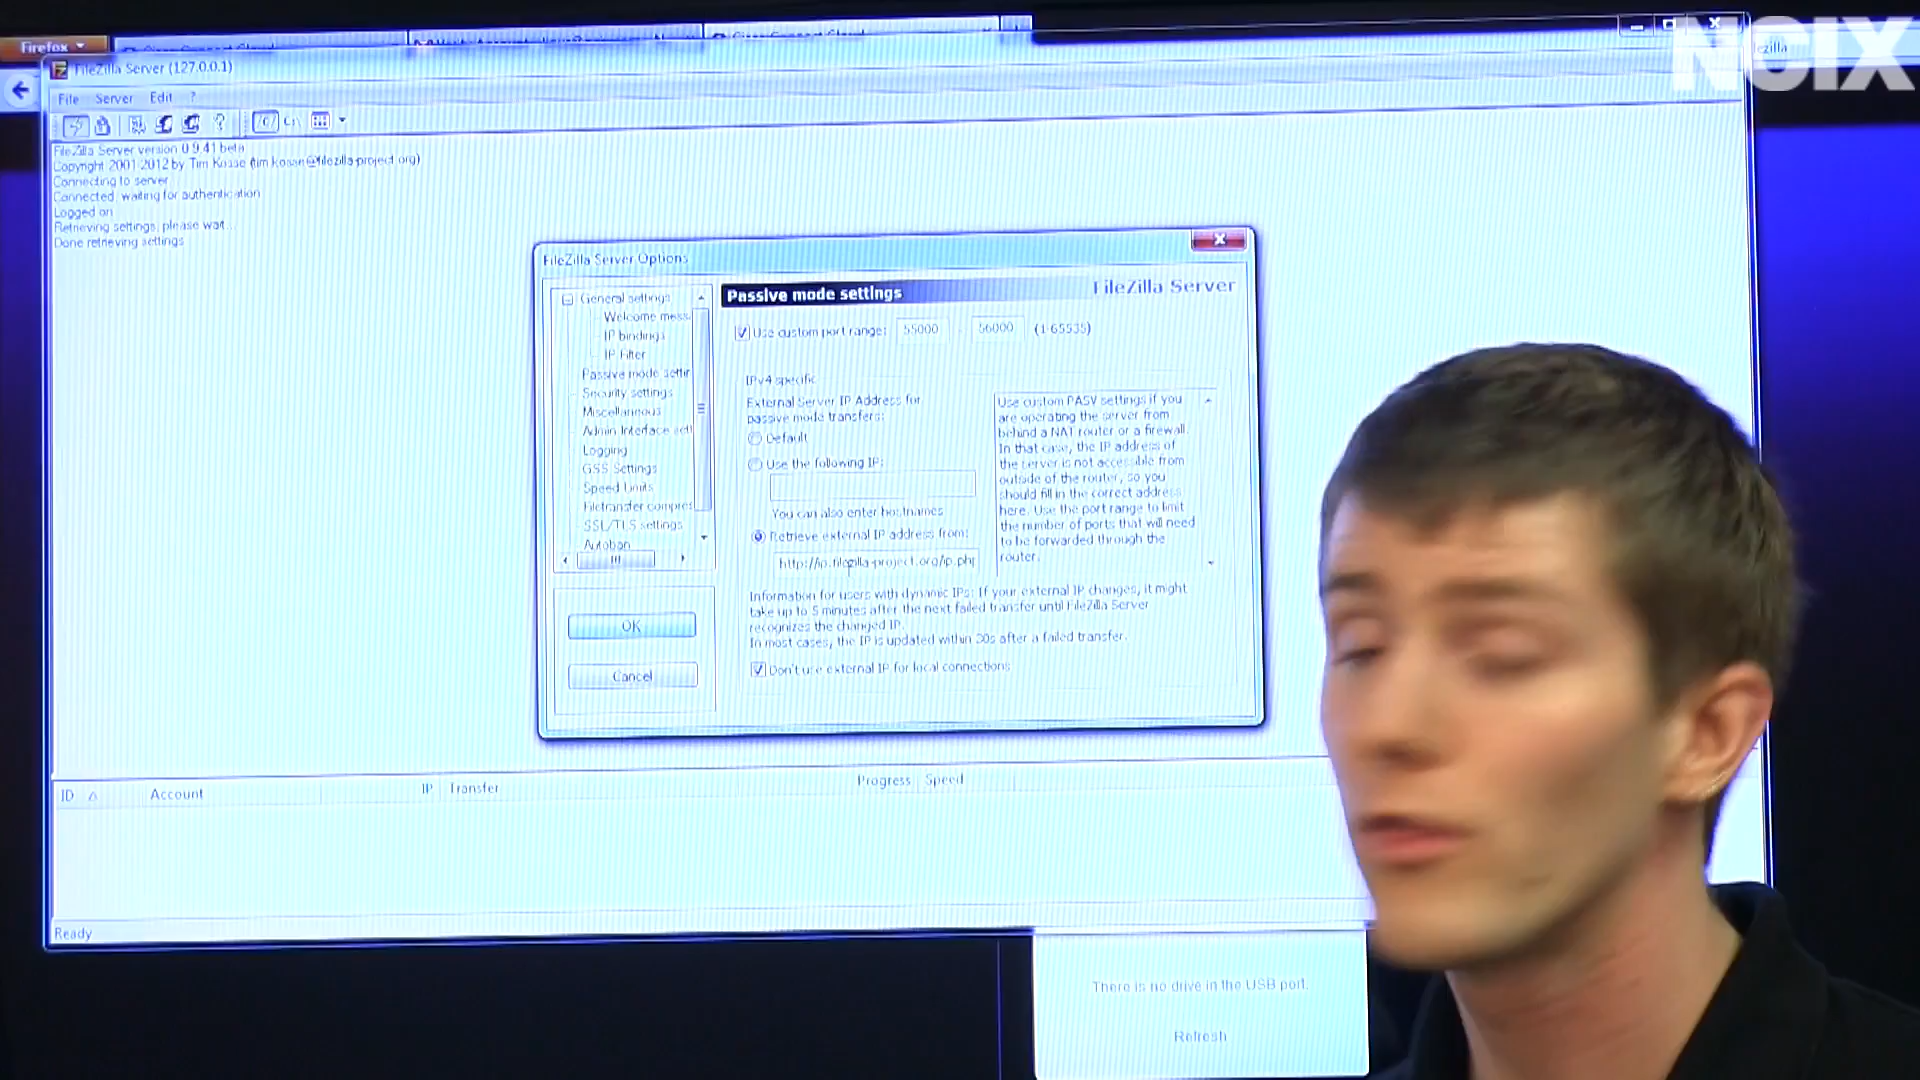 NCIX
Firefox
FileZilla Server (127.0.0.1)
File Server Edit ?
FileZilla Server version 0.9.41 beta
Copyright 2001-2012 by Tim Kosse (tim.kosse@filezilla-project.org)
Connecting to server
Connected, waiting for authentication
Logged on
Retrieving settings, please wait...
Done retrieving settings
FileZilla Server Options
General settings
Welcome mess
IP bindings
IP Filter
Passive mode settin
Security settings
Miscellaneous
Admin Interface sett
Logging
GSS Settings
Speed Limits
Filetransfer compres
SSL/TLS settings
Autoban
OK
Cancel
Passive mode settings
FileZilla Server
Use custom port range: 55000 - 56000 (1-65535)
IPv4 specific
External Server IP Address for
passive mode transfers:
Default
Use the following IP:
You can also enter hostnames
Retrieve external IP address from:
http://ip.filezilla-project.org/ip.php
Use custom PASV settings if you
are operating the server from
behind a NAT router or a firewall.
In that case, the IP address of
the server is not accessible from
outside of the router, so you
should fill in the correct address
here. Use the port range to limit
the number of ports that will need
to be forwarded through the
router.
Information for users with dynamic IPs: If your external IP changes, it might
take up to 5 minutes after the next failed transfer until FileZilla Server
recognizes the changed IP.
In most cases, the IP is updated within 30s after a failed transfer.
Don't use external IP for local connections
ID Account IP Transfer Progress Speed
Ready
There is no drive in the USB port.
Refresh